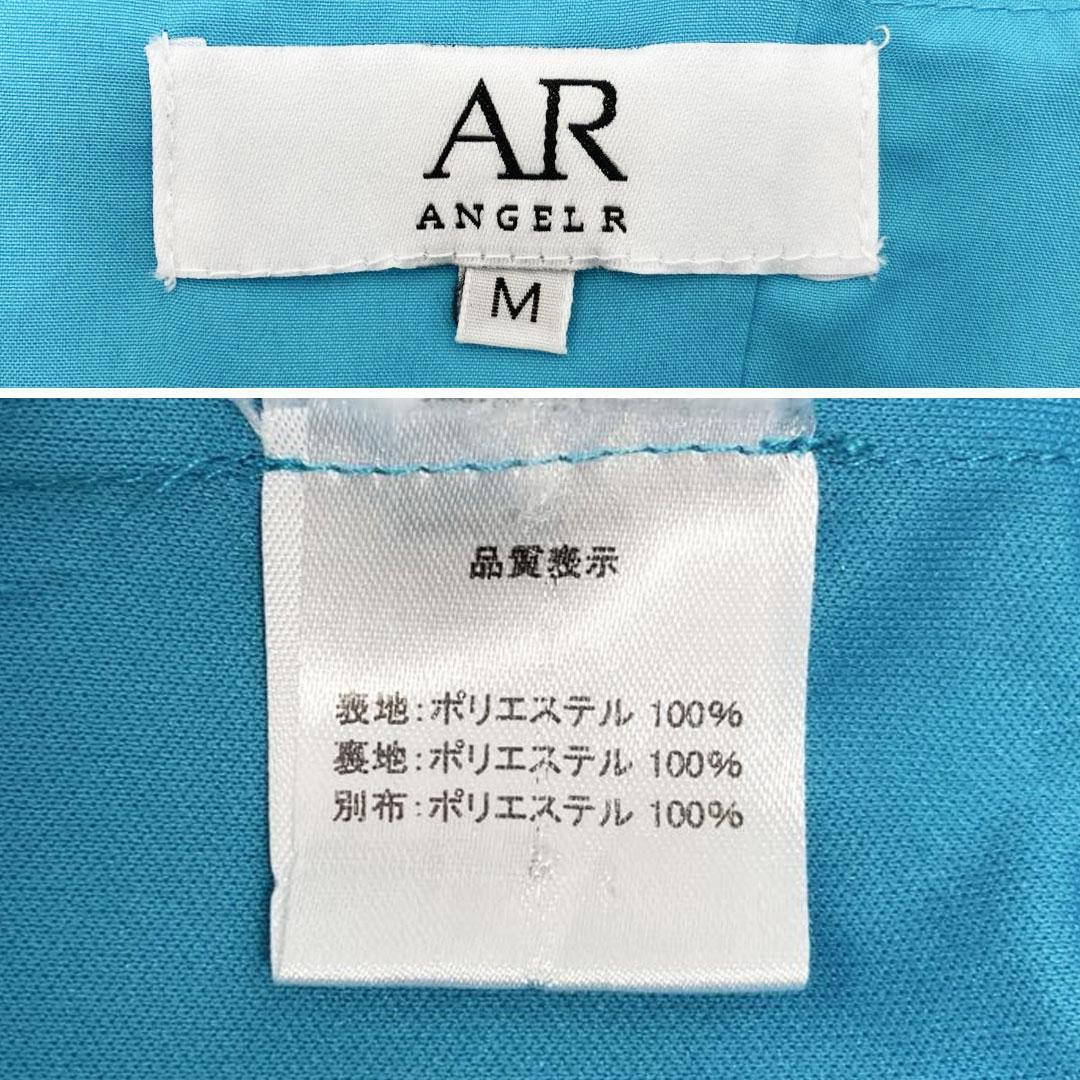 AR
ANGEL R
M
品質表示
表地:ポリエステル 100%
裏地:ポリエステル 100%
別布:ポリエステル 100%